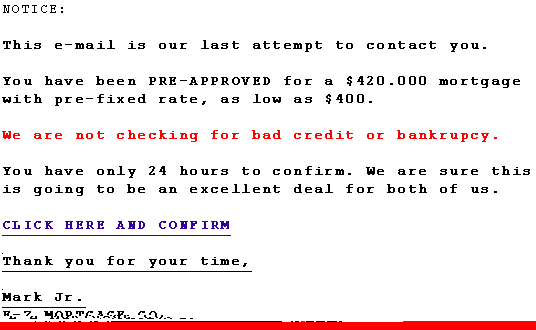 NOTICE:
This e-mail is our last attempt to contact you.
You have been PRE-APPROVED for a $420.000 mortgage
with pre-fixed rate, as low as $400.
We are not checking for bad credit or bankrupcy.
You have only 24 hours to confirm. We are sure this
is going to be an excellent deal for both of us.
CLICK HERE AND CONFIRM
Thank you for your time,
Mark Jr.
E-Z MORTGAGE CO.